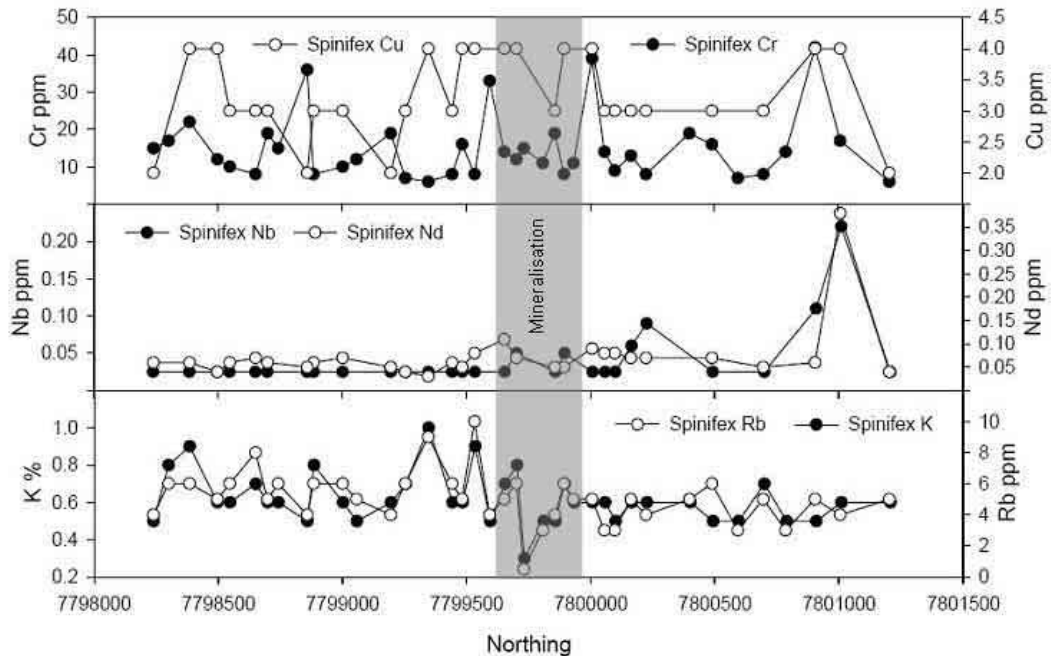 50
40
30
20
10
Cr ppm
Spinifex Cu
Spinifex Cr
4.5
4.0
3.5
3.0
2.5
2.0
Cu ppm
0.20
0.15
0.10
0.05
Nb ppm
Spinifex Nb
Spinifex Nd
Mineralisation
0.35
0.30
0.25
0.20
0.15
0.10
0.05
Nd ppm
1.0
0.8
0.6
0.4
0.2
K %
Spinifex Rb
Spinifex K
10
8
6
4
2
0
Rb ppm
7798000 7798500 7799000 7799500 7800000 7800500 7801000 7801500
Northing